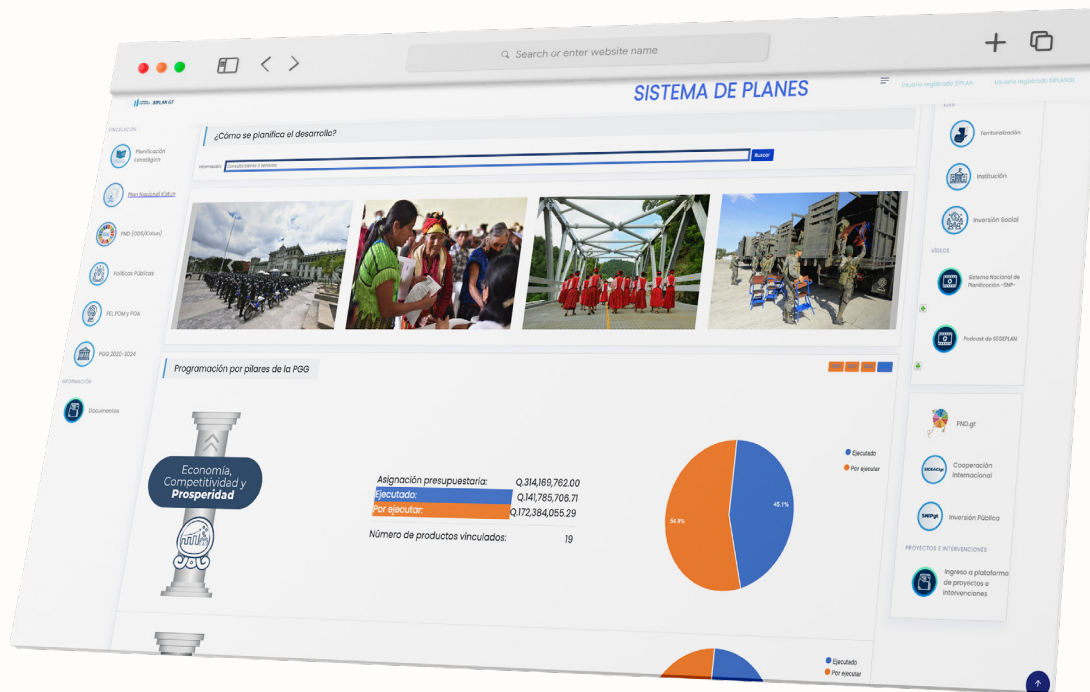 Search or enter website name
SIPLAN GT
SISTEMA DE PLANES
Usuario registrado SIPLAN
VINCULACIÓN
Planificación
Estratégica
Plan Nacional K'atun
PND (ODS/K'atun)
Políticas Públicas
PEI, POM y POA
PGG 2020-2024
INFORMACIÓN
Documentos
¿Cómo se planifica el desarrollo?
Información:
Buscar
Programación por pilares de la PGG
Economía,
Competitividad y
Prosperidad
Asignación presupuestaria: Q.314,169,762.00
Ejecutado: Q.141,785,706.71
Por ejecutar: Q.172,384,055.29
Número de productos vinculados: 19
54.9%
45.1%
Ejecutado
Por ejecutar
Ejecutado
Por ejecutar
Territorialización
Institución
Inversión Social
VÍDEOS
Sistema Nacional de
Planificación -SNP-
Podcast de SEGEPLAN
PND.gt
Cooperación
Internacional
SNIPgt
Inversión Pública
PROYECTOS E INTERVENCIONES
Ingreso a plataforma
de proyectos e
intervenciones